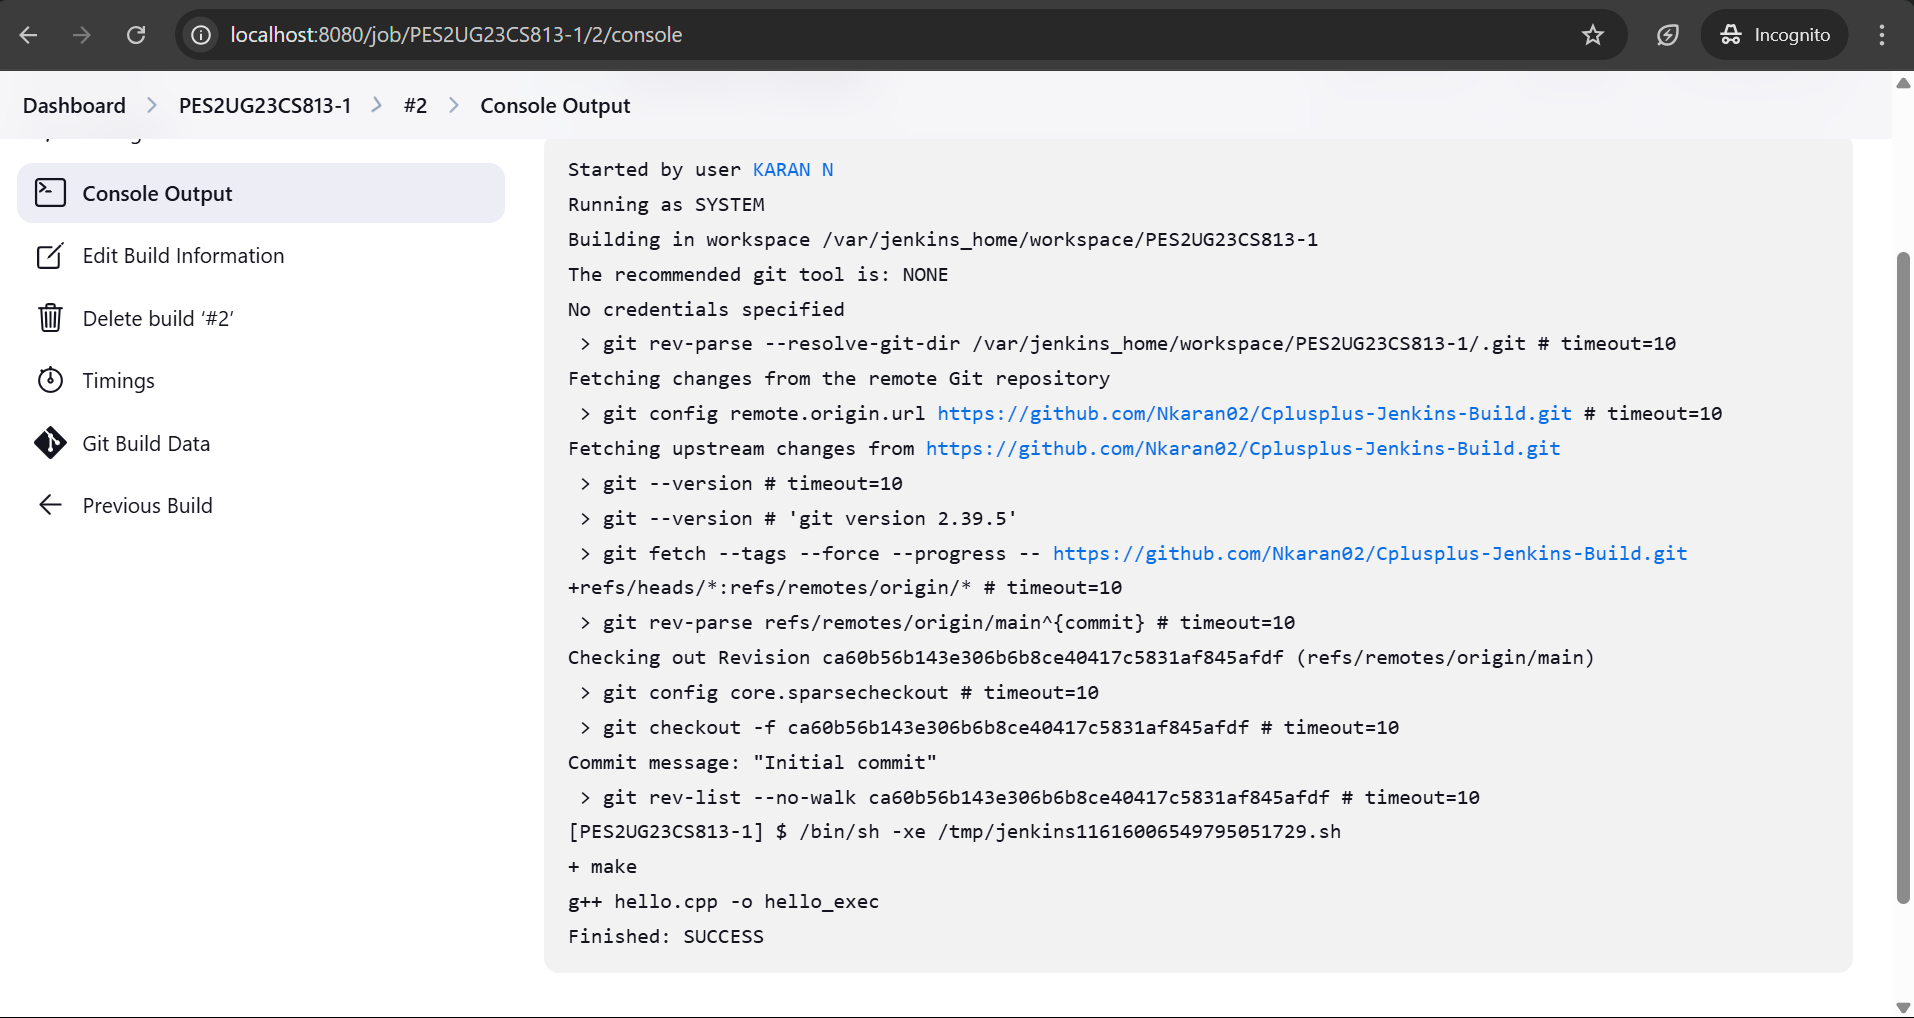 localhost:8080/job/PES2UG23CS813-1/2/console
Incognito
Dashboard > PES2UG23CS813-1 > #2 > Console Output
Console Output
Edit Build Information
Delete build ‘#2’
Timings
Git Build Data
Previous Build
Started by user KARAN N
Running as SYSTEM
Building in workspace /var/jenkins_home/workspace/PES2UG23CS813-1
The recommended git tool is: NONE
No credentials specified
 > git rev-parse --resolve-git-dir /var/jenkins_home/workspace/PES2UG23CS813-1/.git # timeout=10
Fetching changes from the remote Git repository
 > git config remote.origin.url https://github.com/Nkaran02/Cplusplus-Jenkins-Build.git # timeout=10
Fetching upstream changes from https://github.com/Nkaran02/Cplusplus-Jenkins-Build.git
 > git --version # timeout=10
 > git --version # 'git version 2.39.5'
 > git fetch --tags --force --progress -- https://github.com/Nkaran02/Cplusplus-Jenkins-Build.git
+refs/heads/*:refs/remotes/origin/* # timeout=10
 > git rev-parse refs/remotes/origin/main^{commit} # timeout=10
Checking out Revision ca60b56b143e306b6b8ce40417c5831af845afdf (refs/remotes/origin/main)
 > git config core.sparsecheckout # timeout=10
 > git checkout -f ca60b56b143e306b6b8ce40417c5831af845afdf # timeout=10
Commit message: "Initial commit"
 > git rev-list --no-walk ca60b56b143e306b6b8ce40417c5831af845afdf # timeout=10
[PES2UG23CS813-1] $ /bin/sh -xe /tmp/jenkins11616006549795051729.sh
+ make
g++ hello.cpp -o hello_exec
Finished: SUCCESS